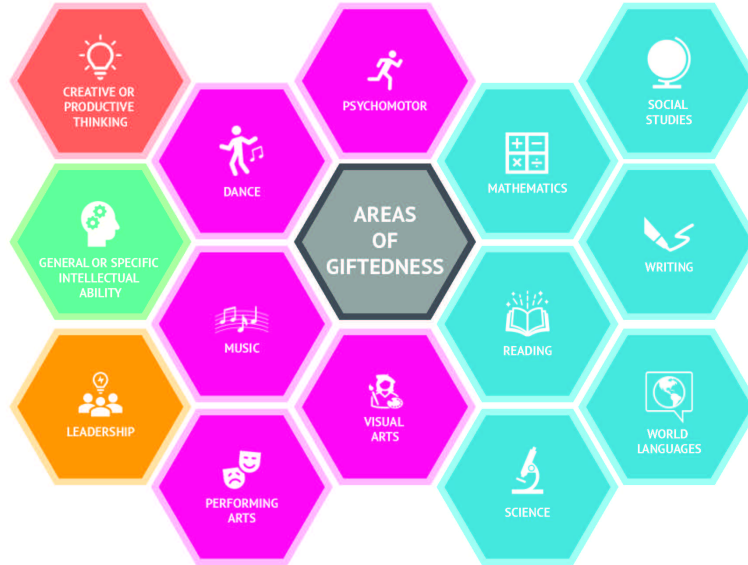 CREATIVE OR
PRODUCTIVE
THINKING
DANCE
PSYCHOMOTOR
MATHEMATICS
SOCIAL
STUDIES
GENERAL OR SPECIFIC
INTELLECTUAL
ABILITY
MUSIC
AREAS
OF
GIFTEDNESS
READING
WRITING
LEADERSHIP
PERFORMING
ARTS
VISUAL
ARTS
SCIENCE
WORLD
LANGUAGES